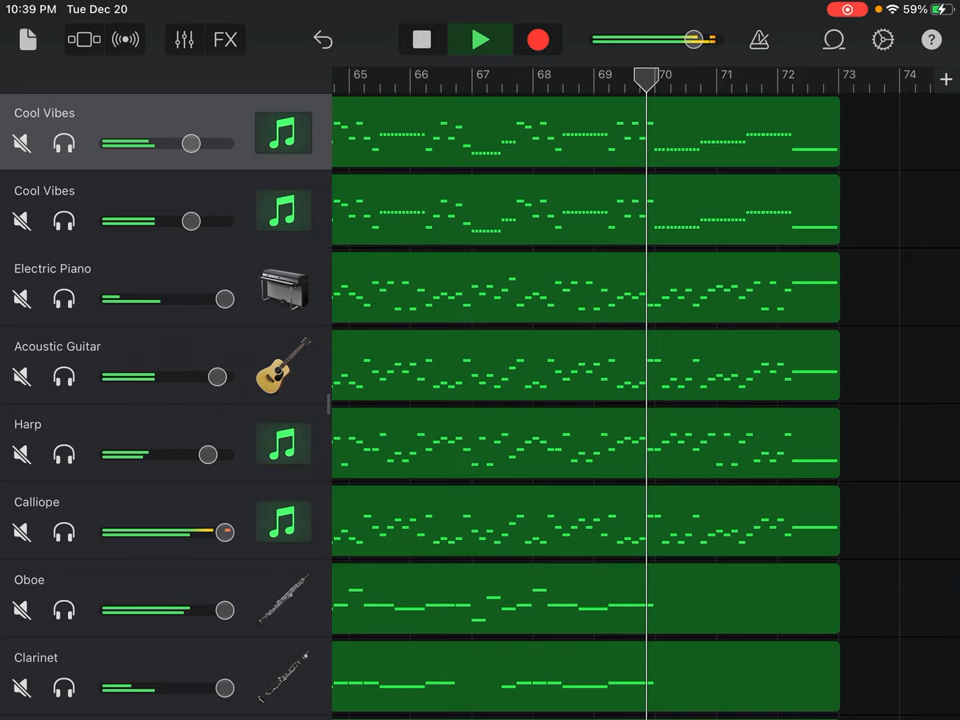 10:39 PM Tue Dec 20
59%
FX
?
65 66 67 68 69 70 71 72 73 74
+
Cool Vibes
Cool Vibes
Electric Piano
Acoustic Guitar
Harp
Calliope
Oboe
Clarinet